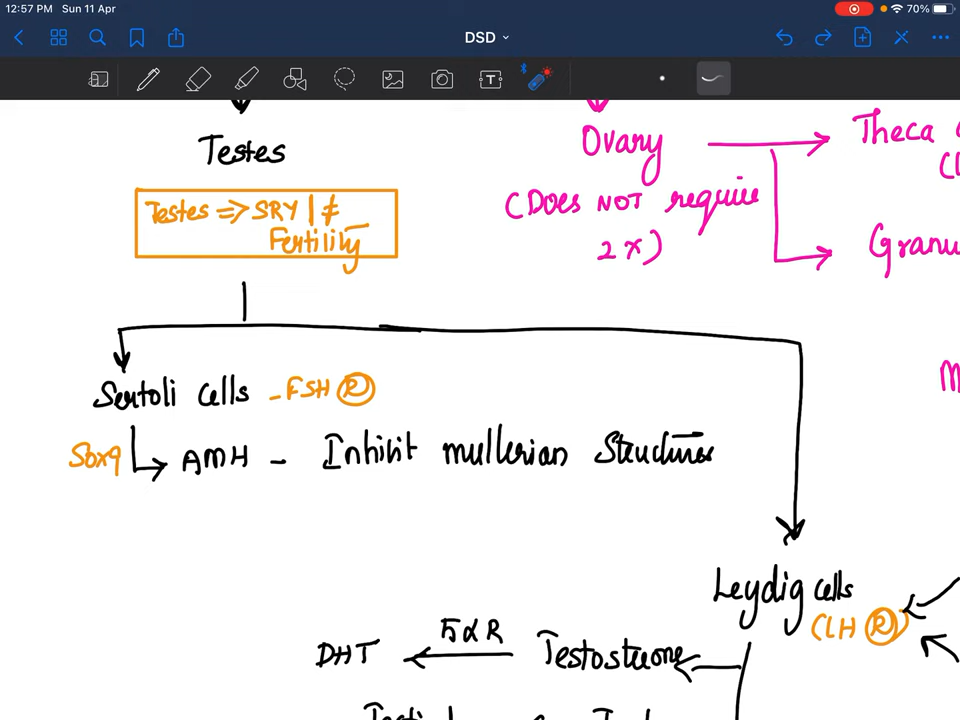 12:57 PM Sun 11 Apr 70%
DSD
T
Testes
Testes => SRY | ≠
Fertility
Ovary
(Does NOT require
2 x)
Theca
Granu
Sertoli cells - FSH R
Sox9
AMH - Inhibit mullerian Structures
Leydig cells
(LH R)
DHT 5αR Testosterone